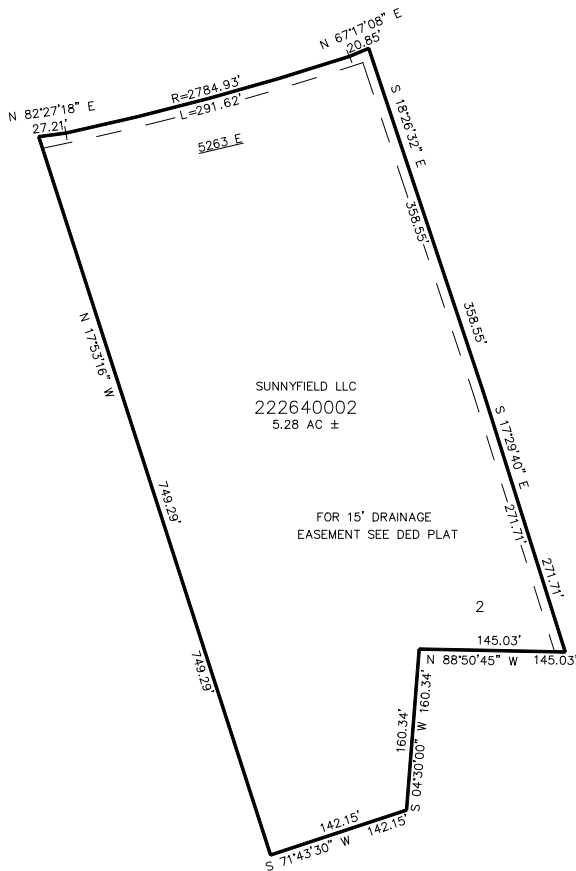 N 67°17'08" E
20.85'
N 82°27'18" E
27.21'
R=2784.93'
L=291.62'
5263 E
S 18°26'32" E
358.55'
358.55'
N 17°53'16" W
SUNNYFIELD LLC
222640002
5.28 AC ±
S 17°29'40" E
749.29'
271.71'
FOR 15' DRAINAGE
EASEMENT SEE DED PLAT
271.71'
2
145.03'
N 88°50'45" W 145.03'
749.29'
160.34'
S 04°30'00" W 160.34'
142.15'
S 71°43'30" W 142.15'